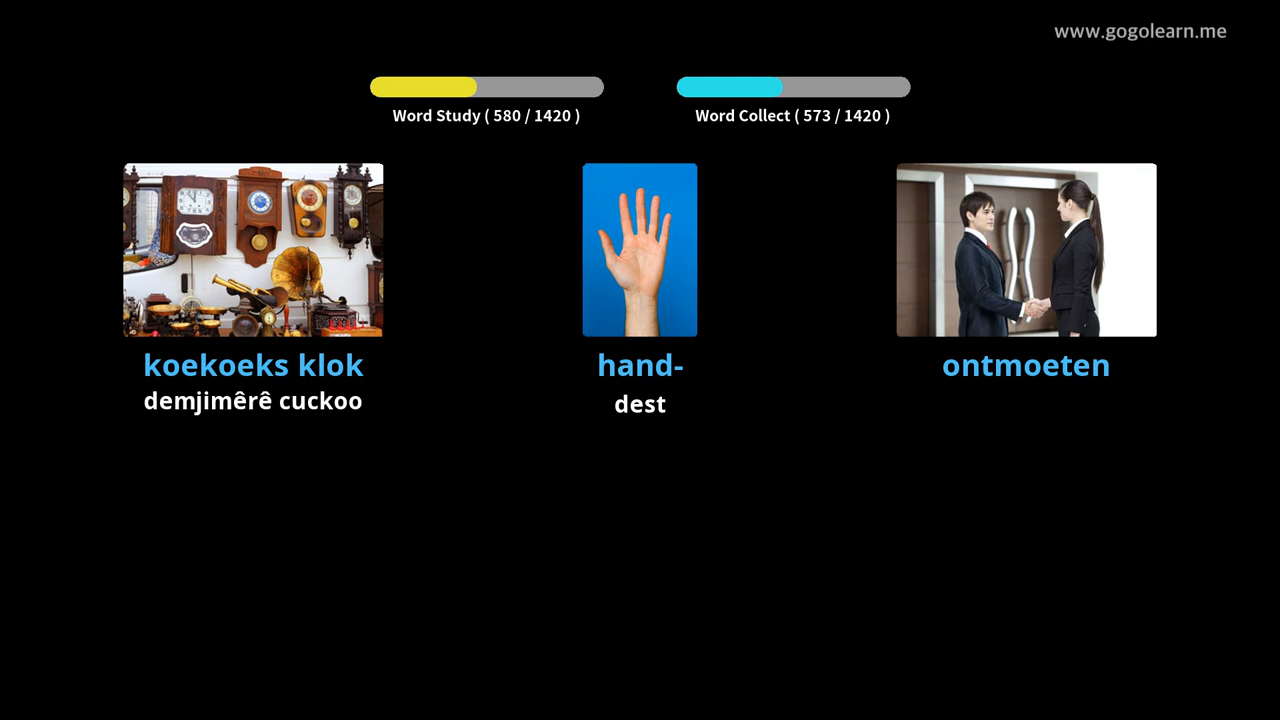 www.gogolearn.me
Word Study ( 580 / 1420 )
Word Collect ( 573 / 1420 )
koekoeks klok
demjimêrê cuckoo
hand-
dest
ontmoeten